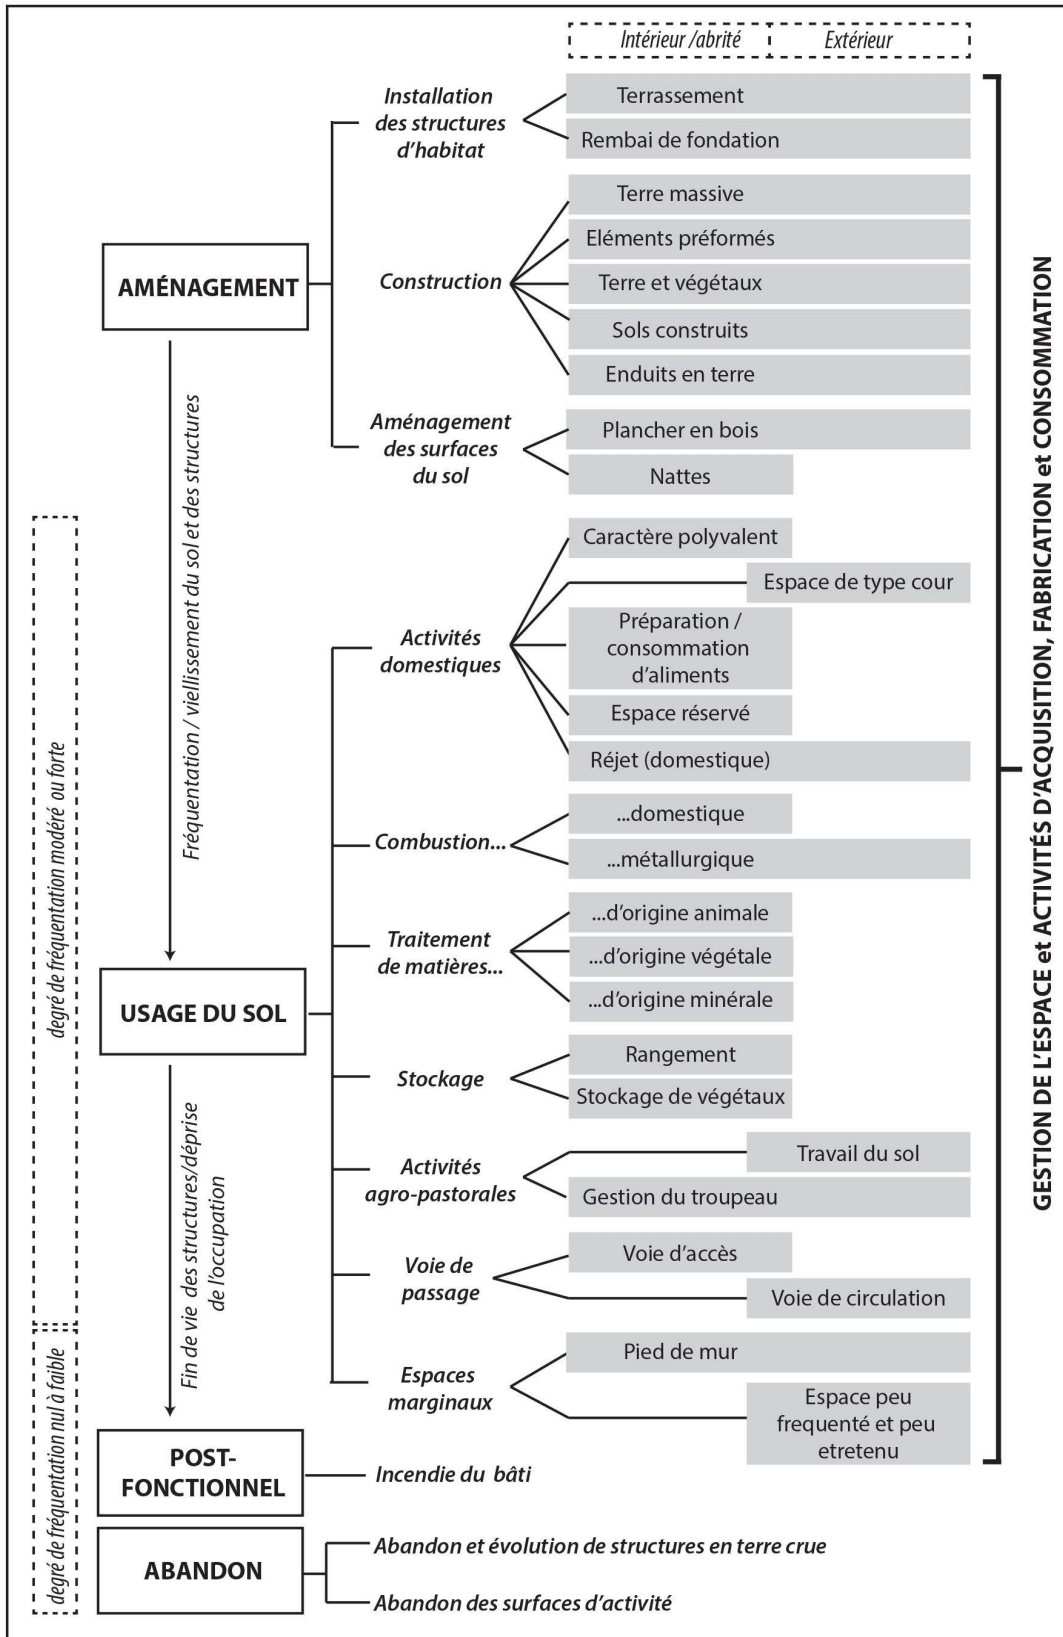 Intérieur /abrité
Extérieur
AMÉNAGEMENT
Installation
des structures
d'habitat
Terrassement
Rembai de fondation
Construction
Terre massive
Eléments préformés
Terre et végétaux
Sols construits
Enduits en terre
Aménagement
des surfaces
du sol
Plancher en bois
Nattes
Fréquentation / viellissement du sol et des structures
USAGE DU SOL
Activités
domestiques
Caractère polyvalent
Espace de type cour
Préparation /
consommation
d'aliments
Espace réservé
Réjet (domestique)
Combustion...
...domestique
...métallurgique
Traitement
de matières...
...d'origine animale
...d'origine végétale
...d'origine minérale
Stockage
Rangement
Stockage de végétaux
Activités
agro-pastorales
Travail du sol
Gestion du troupeau
Voie de
passage
Voie d'accès
Voie de circulation
Espaces
marginaux
Pied de mur
Espace peu
frequenté et peu
etretenu
Fin de vie des structures/déprise
de l'occupation
POST-
FONCTIONNEL
Incendie du bâti
ABANDON
Abandon et évolution de structures en terre crue
Abandon des surfaces d'activité
degré de fréquentation modéré ou forte
degré de fréquentation nul à faible
GESTION DE L'ESPACE et ACTIVITÉS D'ACQUISITION, FABRICATION et CONSOMMATION